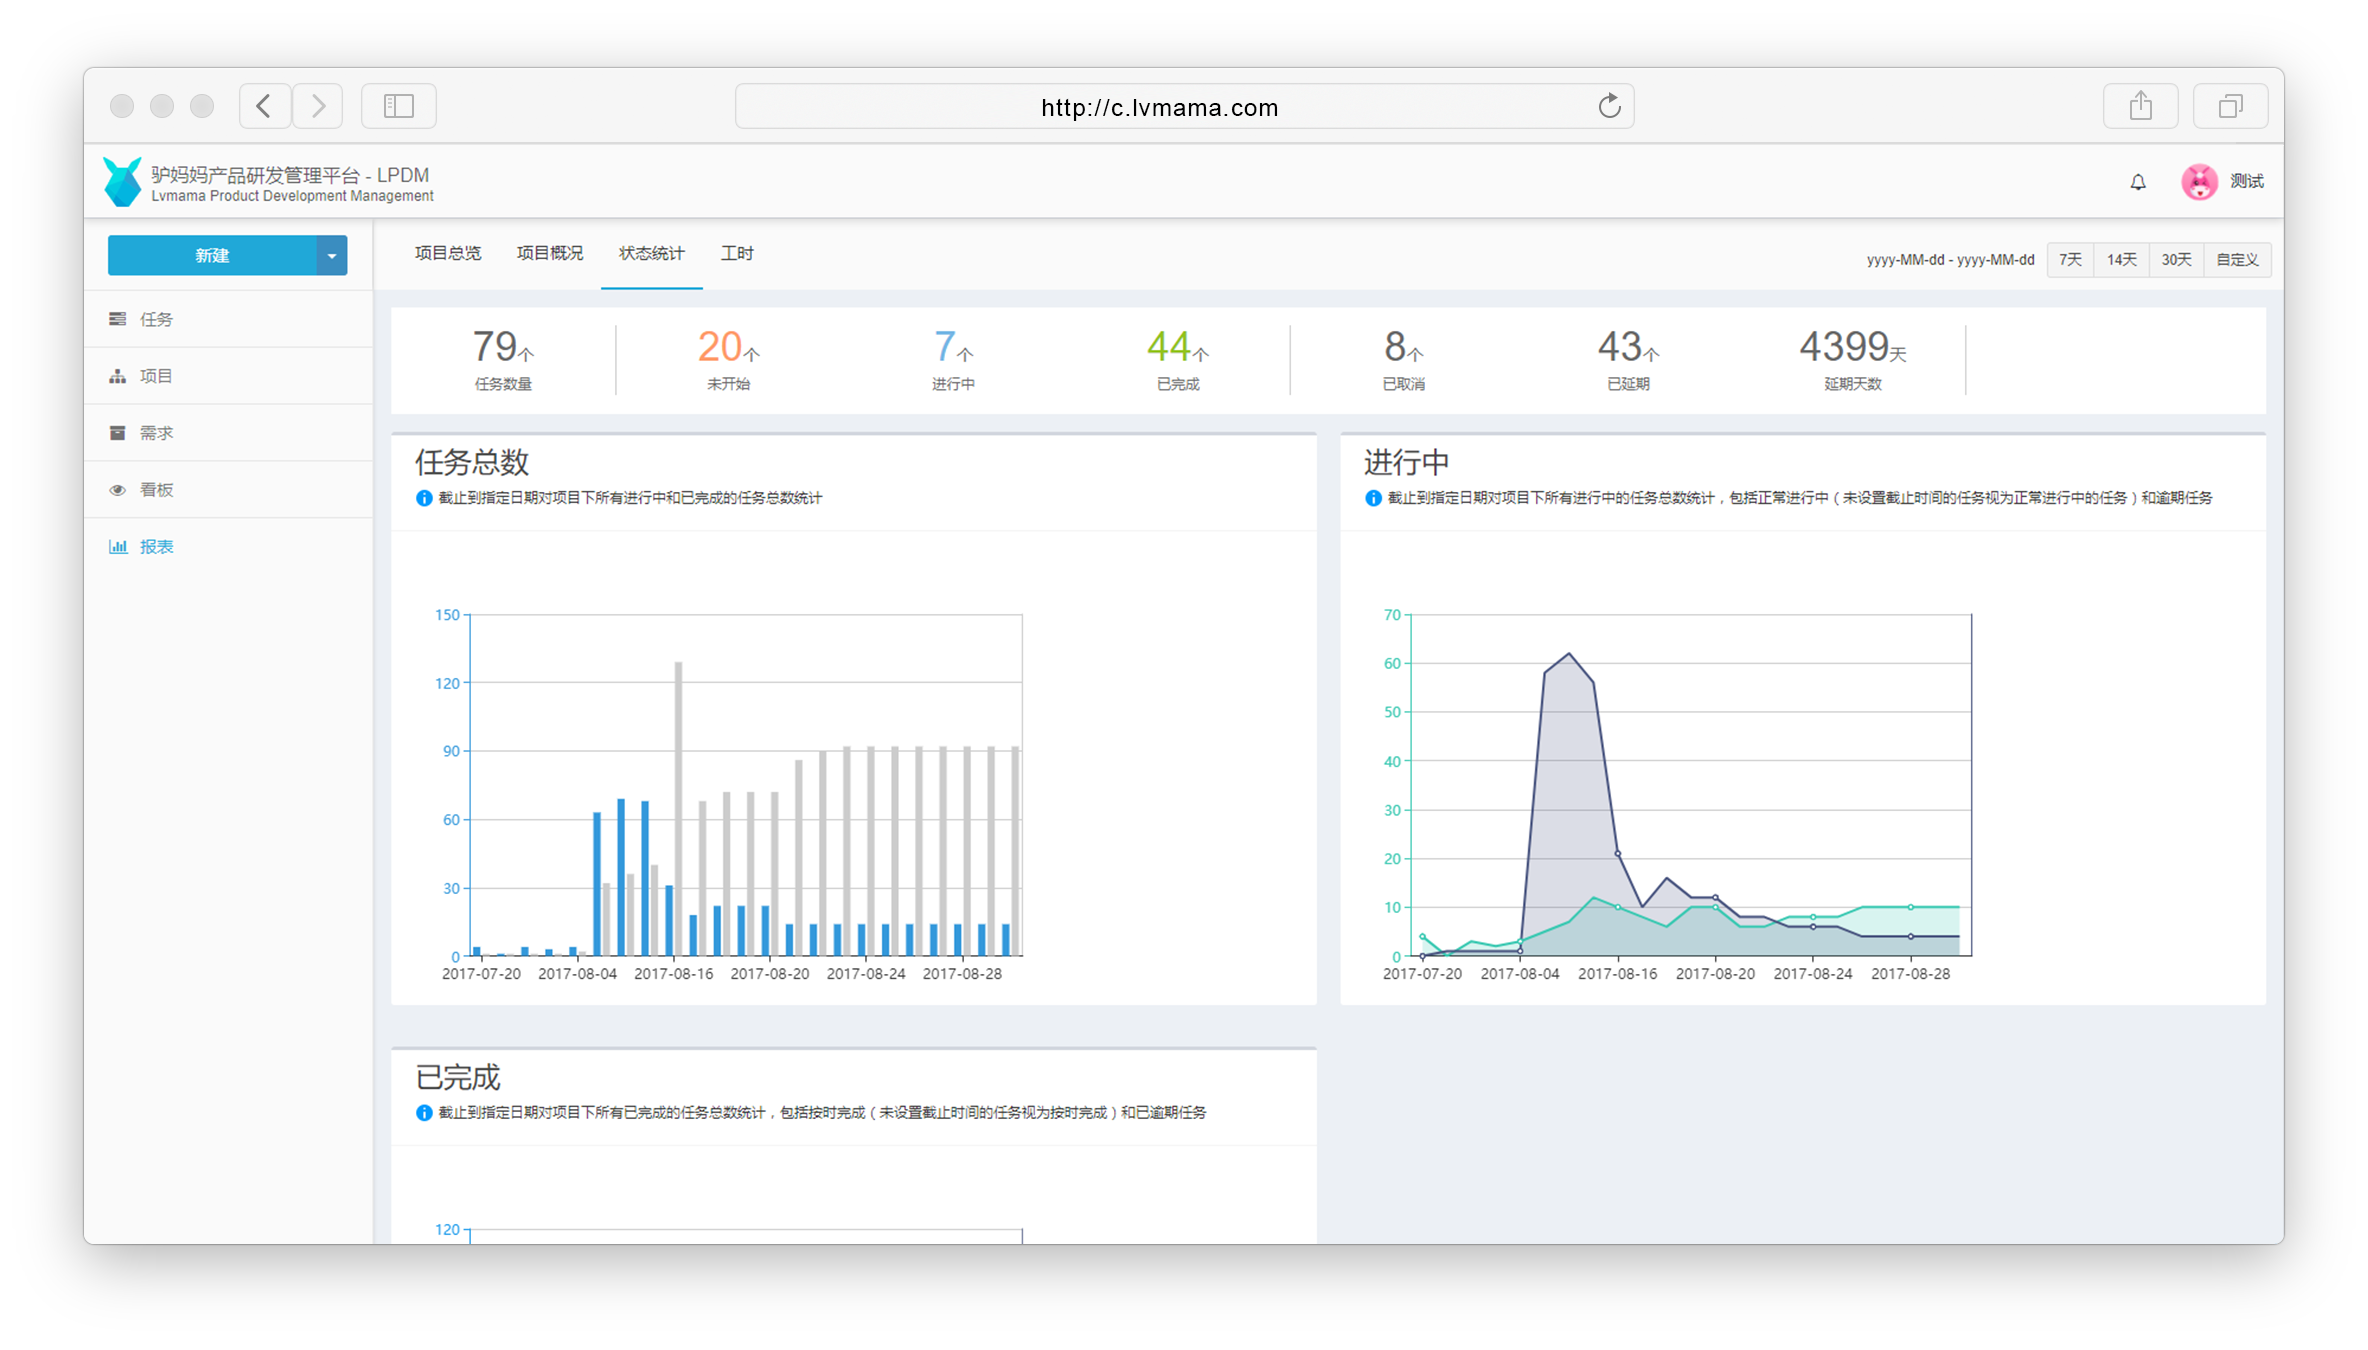 http://c.lvmama.com
驴妈妈产品研发管理平台 - LPDM
Lvmama Product Development Management
测试
新建
项目总览
项目概况
状态统计
工时
yyyy-MM-dd - yyyy-MM-dd
7天
14天
30天
自定义
任务
项目
需求
看板
报表
79个
任务数量
20个
未开始
7个
进行中
44个
已完成
8个
已取消
43个
已延期
4399天
延期天数
任务总数
截止到指定日期对项目下所有进行中和已完成的任务总数统计
150
120
90
60
30
0
2017-07-20
2017-08-04
2017-08-16
2017-08-20
2017-08-24
2017-08-28
进行中
截止到指定日期对项目下所有进行中的任务总数统计，包括正常进行中（未设置截止时间的任务视为正常进行中的任务）和逾期任务
70
60
50
40
30
20
10
0
2017-07-20
2017-08-04
2017-08-16
2017-08-20
2017-08-24
2017-08-28
已完成
截止到指定日期对项目下所有已完成的任务总数统计，包括按时完成（未设置截止时间的任务视为按时完成）和已逾期任务
120